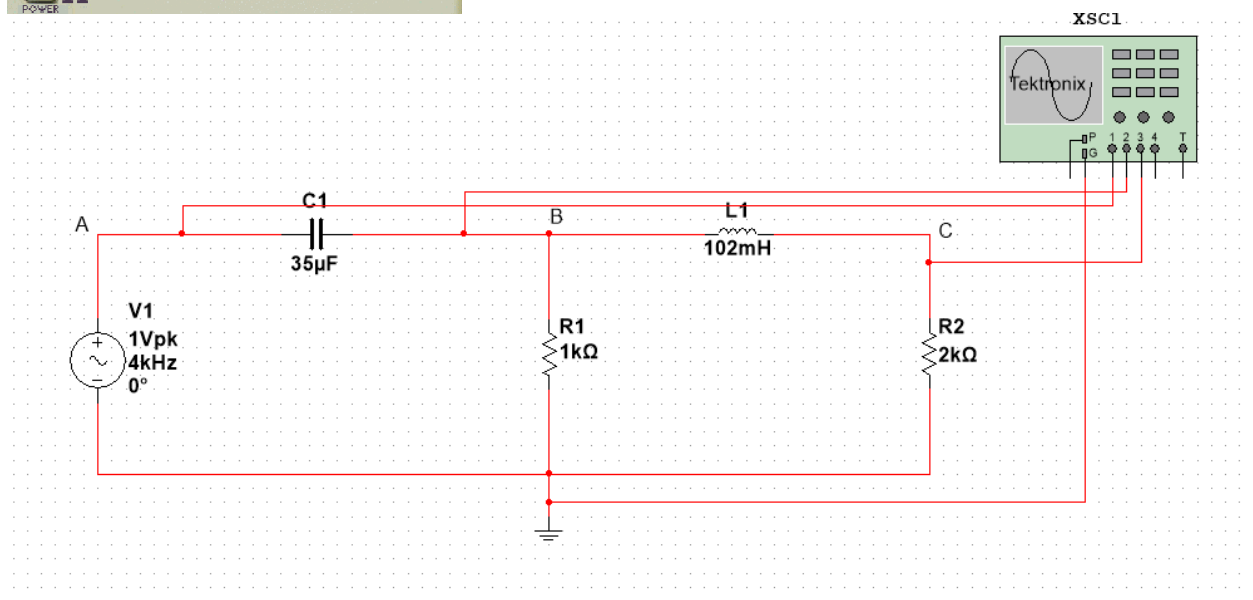 POWER
XSC1
Tektronix
P 1 2 3 4 T
G
C1
A
B
L1
C
35µF
102mH
V1
1Vpk
4kHz
0°
R1
1kΩ
R2
2kΩ